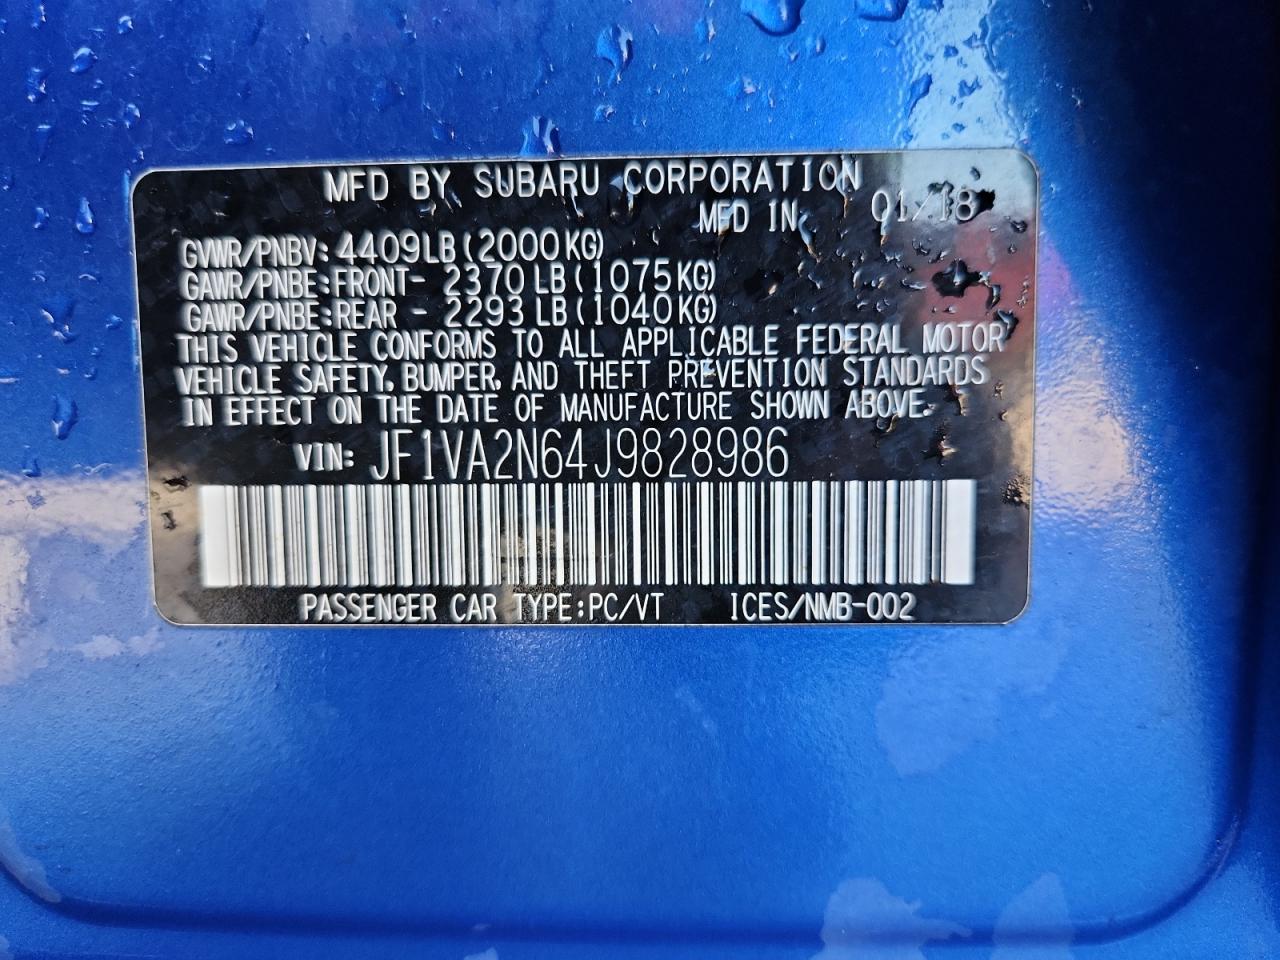 MFD BY SUBARU CORPORATION
MFD IN 01/18
GVWR/PNBV: 4409LB(2000KG)
GAWR/PNBE:FRONT- 2370LB(1075KG)
GAWR/PNBE:REAR - 2293LB(1040KG)
THIS VEHICLE CONFORMS TO ALL APPLICABLE FEDERAL MOTOR
VEHICLE SAFETY, BUMPER, AND THEFT PREVENTION STANDARDS
IN EFFECT ON THE DATE OF MANUFACTURE SHOWN ABOVE.
VIN: JF1VA2N64J9828986
PASSENGER CAR TYPE:PC/VT ICES/NMB-002